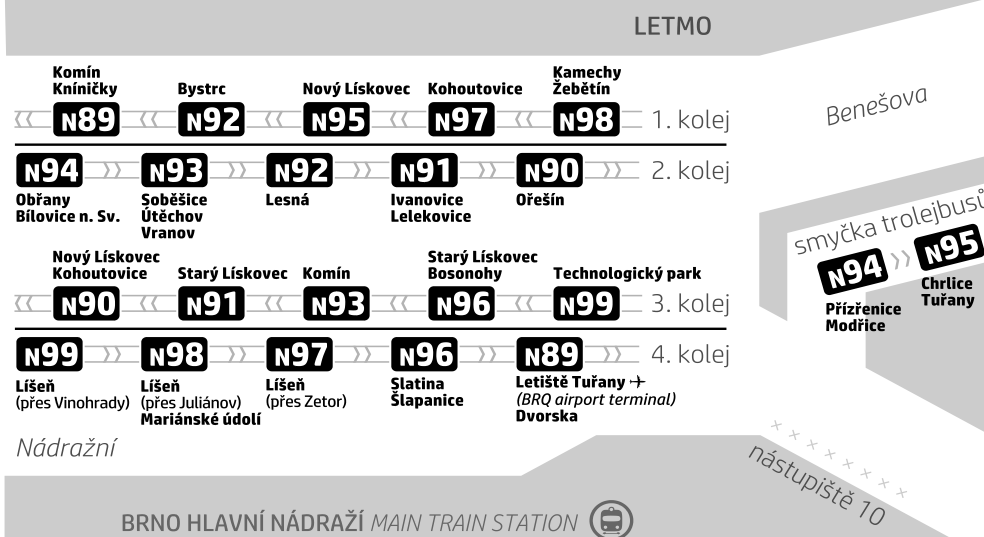 LETMO
Komín
Kníničky
Bystrc
Nový Lískovec
Kohoutovice
Kamechy
Žebětín
N89 N92 N95 N97 N98 1. kolej
N94 N93 N92 N91 N90 2. kolej
Obřany
Bílovice n. Sv.
Soběšice
Útěchov
Vranov
Lesná
Ivanovice
Lelekovice
Ořešín
Nový Lískovec
Kohoutovice
Starý Lískovec
Komín
Starý Lískovec
Bosonohy
Technologický park
N90 N91 N93 N96 N99 3. kolej
N99 N98 N97 N96 N89 4. kolej
Líšeň
(přes Vinohrady)
Líšeň
(přes Juliánov)
Mariánské údolí
Líšeň
(přes Zetor)
Slatina
Šlapanice
Letiště Tuřany
(BRQ airport terminal)
Dvorska
Benešova
smyčka trolejbusů
N94 N95
Přízřenice
Modřice
Chrlice
Tuřany
Nádražní
nástupiště 10
BRNO HLAVNÍ NÁDRAŽÍ MAIN TRAIN STATION